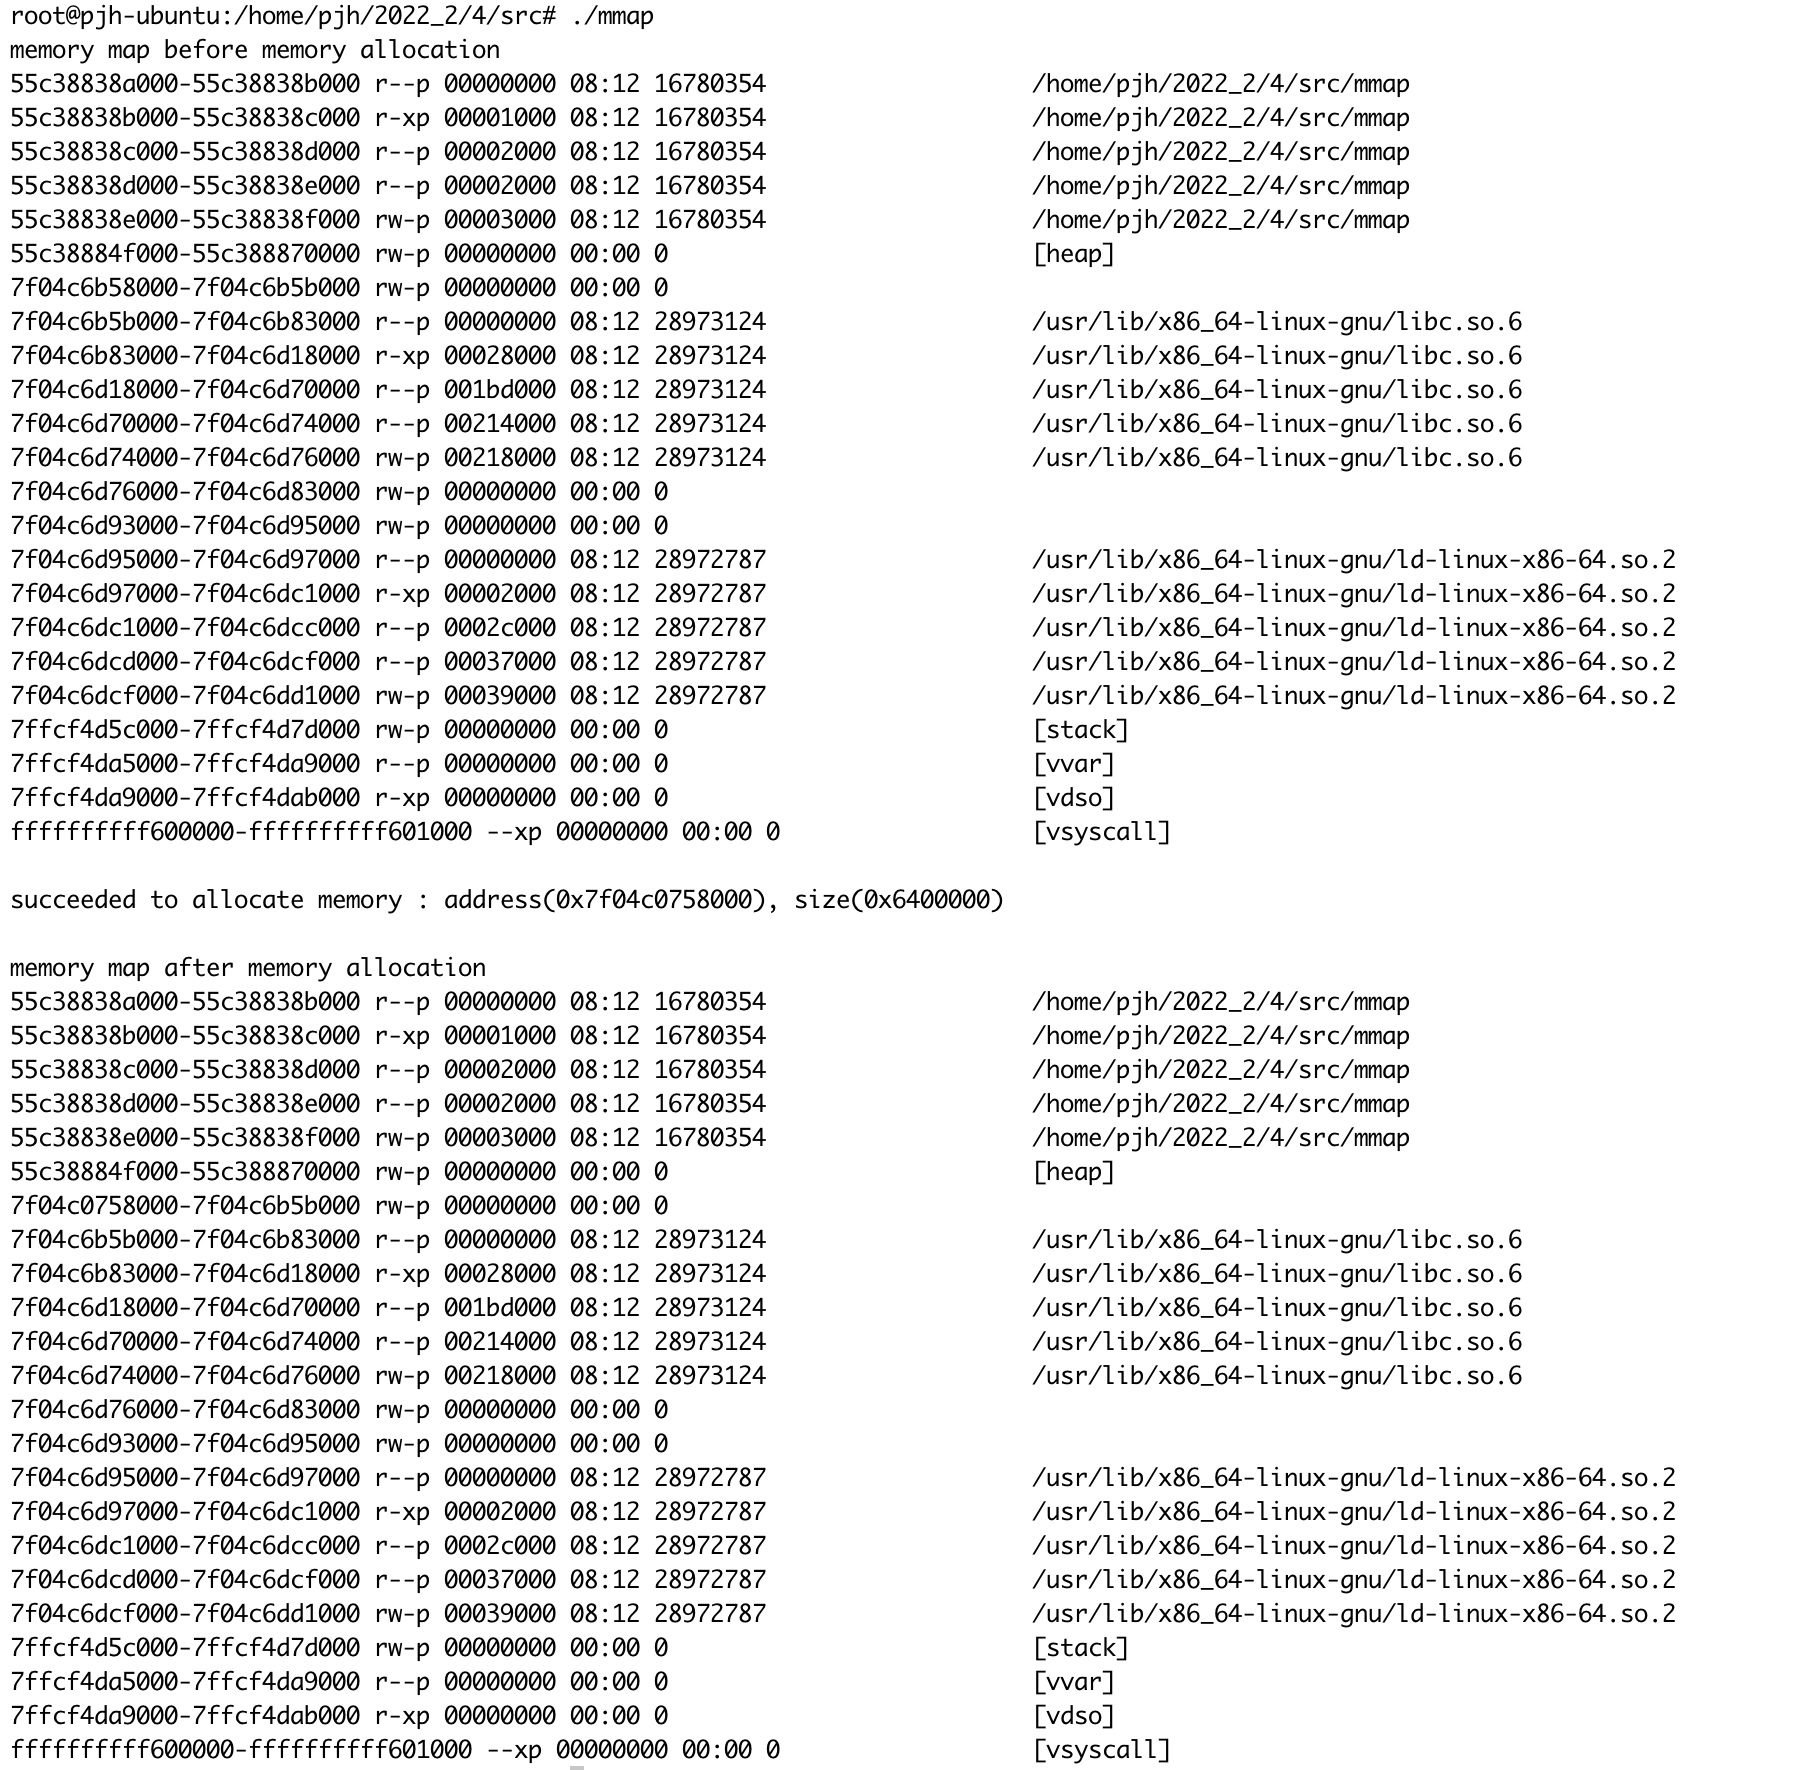 root@pjh-ubuntu:/home/pjh/2022_2/4/src# ./mmap
memory map before memory allocation
55c38838a000-55c38838b000 r--p 00000000 08:12 16780354 /home/pjh/2022_2/4/src/mmap
55c38838b000-55c38838c000 r-xp 00001000 08:12 16780354 /home/pjh/2022_2/4/src/mmap
55c38838c000-55c38838d000 r--p 00002000 08:12 16780354 /home/pjh/2022_2/4/src/mmap
55c38838d000-55c38838e000 r--p 00002000 08:12 16780354 /home/pjh/2022_2/4/src/mmap
55c38838e000-55c38838f000 rw-p 00003000 08:12 16780354 /home/pjh/2022_2/4/src/mmap
55c38884f000-55c388870000 rw-p 00000000 00:00 0 [heap]
7f04c6b58000-7f04c6b5b000 rw-p 00000000 00:00 0
7f04c6b5b000-7f04c6b83000 r--p 00000000 08:12 28973124 /usr/lib/x86_64-linux-gnu/libc.so.6
7f04c6b83000-7f04c6d18000 r-xp 00028000 08:12 28973124 /usr/lib/x86_64-linux-gnu/libc.so.6
7f04c6d18000-7f04c6d70000 r--p 001bd000 08:12 28973124 /usr/lib/x86_64-linux-gnu/libc.so.6
7f04c6d70000-7f04c6d74000 r--p 00214000 08:12 28973124 /usr/lib/x86_64-linux-gnu/libc.so.6
7f04c6d74000-7f04c6d76000 rw-p 00218000 08:12 28973124 /usr/lib/x86_64-linux-gnu/libc.so.6
7f04c6d76000-7f04c6d83000 rw-p 00000000 00:00 0
7f04c6d93000-7f04c6d95000 rw-p 00000000 00:00 0
7f04c6d95000-7f04c6d97000 r--p 00000000 08:12 28972787 /usr/lib/x86_64-linux-gnu/ld-linux-x86-64.so.2
7f04c6d97000-7f04c6dc1000 r-xp 00002000 08:12 28972787 /usr/lib/x86_64-linux-gnu/ld-linux-x86-64.so.2
7f04c6dc1000-7f04c6dcc000 r--p 0002c000 08:12 28972787 /usr/lib/x86_64-linux-gnu/ld-linux-x86-64.so.2
7f04c6dcd000-7f04c6dcf000 r--p 00037000 08:12 28972787 /usr/lib/x86_64-linux-gnu/ld-linux-x86-64.so.2
7f04c6dcf000-7f04c6dd1000 rw-p 00039000 08:12 28972787 /usr/lib/x86_64-linux-gnu/ld-linux-x86-64.so.2
7ffcf4d5c000-7ffcf4d7d000 rw-p 00000000 00:00 0 [stack]
7ffcf4da5000-7ffcf4da9000 r--p 00000000 00:00 0 [vvar]
7ffcf4da9000-7ffcf4dab000 r-xp 00000000 00:00 0 [vdso]
ffffffffff600000-ffffffffff601000 --xp 00000000 00:00 0 [vsyscall]
succeeded to allocate memory : address(0x7f04c0758000), size(0x6400000)
memory map after memory allocation
55c38838a000-55c38838b000 r--p 00000000 08:12 16780354 /home/pjh/2022_2/4/src/mmap
55c38838b000-55c38838c000 r-xp 00001000 08:12 16780354 /home/pjh/2022_2/4/src/mmap
55c38838c000-55c38838d000 r--p 00002000 08:12 16780354 /home/pjh/2022_2/4/src/mmap
55c38838d000-55c38838e000 r--p 00002000 08:12 16780354 /home/pjh/2022_2/4/src/mmap
55c38838e000-55c38838f000 rw-p 00003000 08:12 16780354 /home/pjh/2022_2/4/src/mmap
55c38884f000-55c388870000 rw-p 00000000 00:00 0 [heap]
7f04c0758000-7f04c6b5b000 rw-p 00000000 00:00 0
7f04c6b5b000-7f04c6b83000 r--p 00000000 08:12 28973124 /usr/lib/x86_64-linux-gnu/libc.so.6
7f04c6b83000-7f04c6d18000 r-xp 00028000 08:12 28973124 /usr/lib/x86_64-linux-gnu/libc.so.6
7f04c6d18000-7f04c6d70000 r--p 001bd000 08:12 28973124 /usr/lib/x86_64-linux-gnu/libc.so.6
7f04c6d70000-7f04c6d74000 r--p 00214000 08:12 28973124 /usr/lib/x86_64-linux-gnu/libc.so.6
7f04c6d74000-7f04c6d76000 rw-p 00218000 08:12 28973124 /usr/lib/x86_64-linux-gnu/libc.so.6
7f04c6d76000-7f04c6d83000 rw-p 00000000 00:00 0
7f04c6d93000-7f04c6d95000 rw-p 00000000 00:00 0
7f04c6d95000-7f04c6d97000 r--p 00000000 08:12 28972787 /usr/lib/x86_64-linux-gnu/ld-linux-x86-64.so.2
7f04c6d97000-7f04c6dc1000 r-xp 00002000 08:12 28972787 /usr/lib/x86_64-linux-gnu/ld-linux-x86-64.so.2
7f04c6dc1000-7f04c6dcc000 r--p 0002c000 08:12 28972787 /usr/lib/x86_64-linux-gnu/ld-linux-x86-64.so.2
7f04c6dcd000-7f04c6dcf000 r--p 00037000 08:12 28972787 /usr/lib/x86_64-linux-gnu/ld-linux-x86-64.so.2
7f04c6dcf000-7f04c6dd1000 rw-p 00039000 08:12 28972787 /usr/lib/x86_64-linux-gnu/ld-linux-x86-64.so.2
7ffcf4d5c000-7ffcf4d7d000 rw-p 00000000 00:00 0 [stack]
7ffcf4da5000-7ffcf4da9000 r--p 00000000 00:00 0 [vvar]
7ffcf4da9000-7ffcf4dab000 r-xp 00000000 00:00 0 [vdso]
ffffffffff600000-ffffffffff601000 --xp 00000000 00:00 0 [vsyscall]